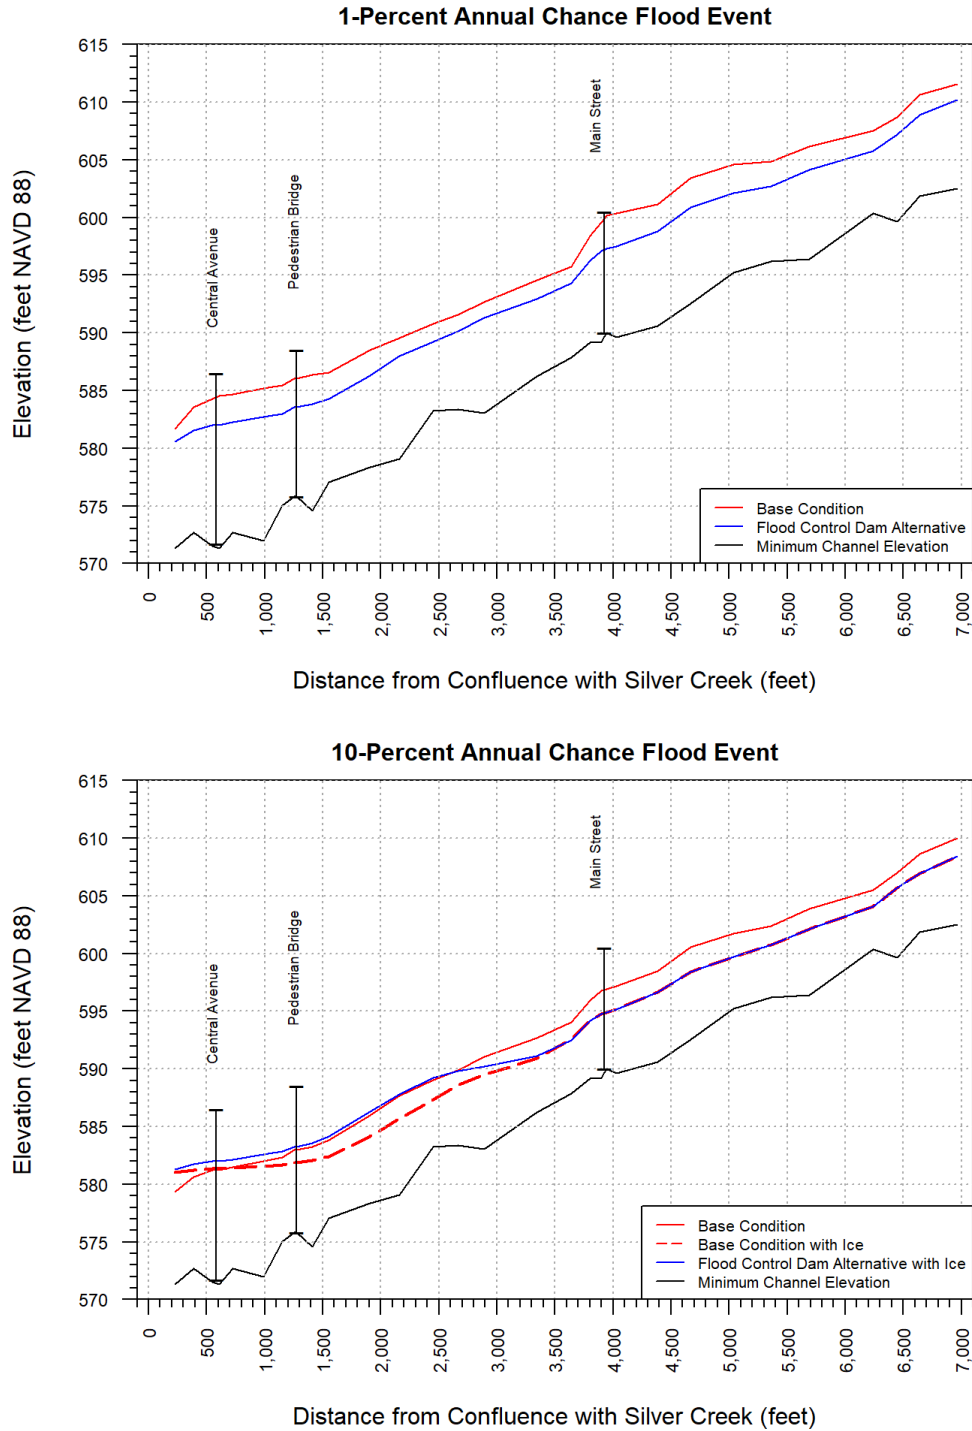 1-Percent Annual Chance Flood Event
Elevation (feet NAVD 88)
615
610
605
600
595
590
585
580
575
570
Central Avenue
Pedestrian Bridge
Main Street
Base Condition
Flood Control Dam Alternative
Minimum Channel Elevation
0
500
1,000
1,500
2,000
2,500
3,000
3,500
4,000
4,500
5,000
5,500
6,000
6,500
7,000
Distance from Confluence with Silver Creek (feet)
10-Percent Annual Chance Flood Event
Elevation (feet NAVD 88)
615
610
605
600
595
590
585
580
575
570
Central Avenue
Pedestrian Bridge
Main Street
Base Condition
Base Condition with Ice
Flood Control Dam Alternative with Ice
Minimum Channel Elevation
0
500
1,000
1,500
2,000
2,500
3,000
3,500
4,000
4,500
5,000
5,500
6,000
6,500
7,000
Distance from Confluence with Silver Creek (feet)